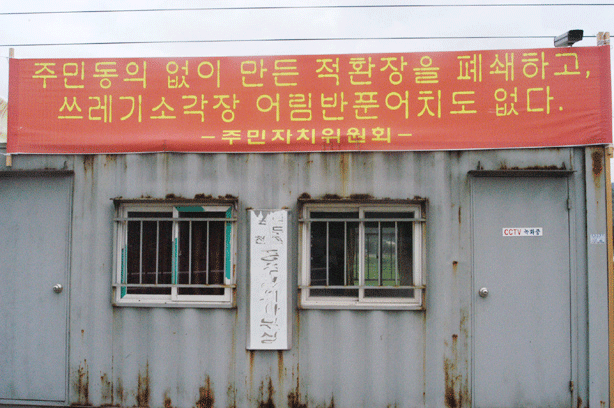 주민동의 없이 만든 적환장을 폐쇄하고,
쓰레기소각장 어림반푼어치도 없다.
－주민자치위원회－
CCTV 녹화중